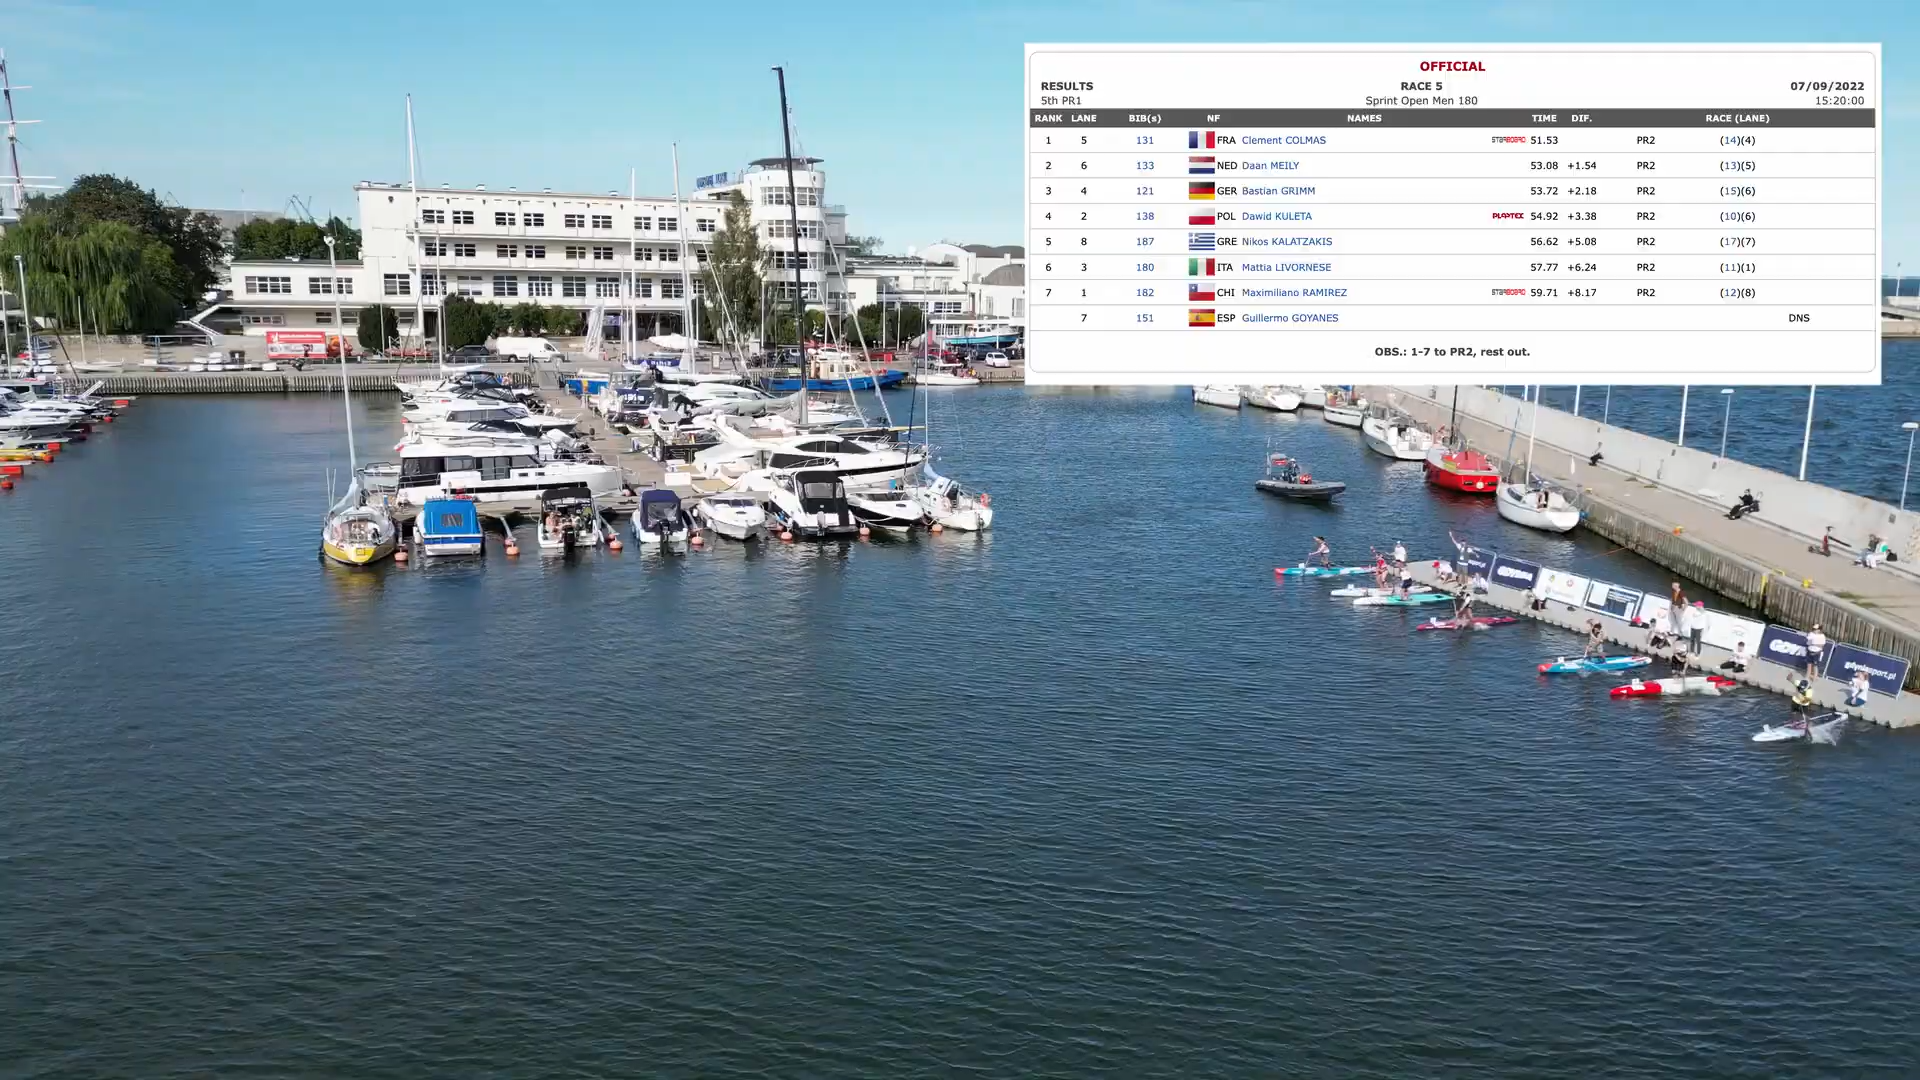 OFFICIAL
RESULTS RACE 5 07/09/2022
5th PR1 Sprint Open Men 180 15:20:00
RANK LANE BIB(s) NF NAMES TIME DIF. RACE (LANE)
1 5 131 FRA Clement COLMAS STARBOARD 51.53 PR2 (14)(4)
2 6 133 NED Daan MEILY 53.08 +1.54 PR2 (13)(5)
3 4 121 GER Bastian GRIMM 53.72 +2.18 PR2 (15)(6)
4 2 138 POL Dawid KULETA PLASTEX 54.92 +3.38 PR2 (10)(6)
5 8 187 GRE Nikos KALATZAKIS 56.62 +5.08 PR2 (17)(7)
6 3 180 ITA Mattia LIVORNESE 57.77 +6.24 PR2 (11)(1)
7 1 182 CHI Maximiliano RAMIREZ STARBOARD 59.71 +8.17 PR2 (12)(8)
7 151 ESP Guillermo GOYANES DNS
OBS.: 1-7 to PR2, rest out.
GDYNIA
gdyniasport.pl